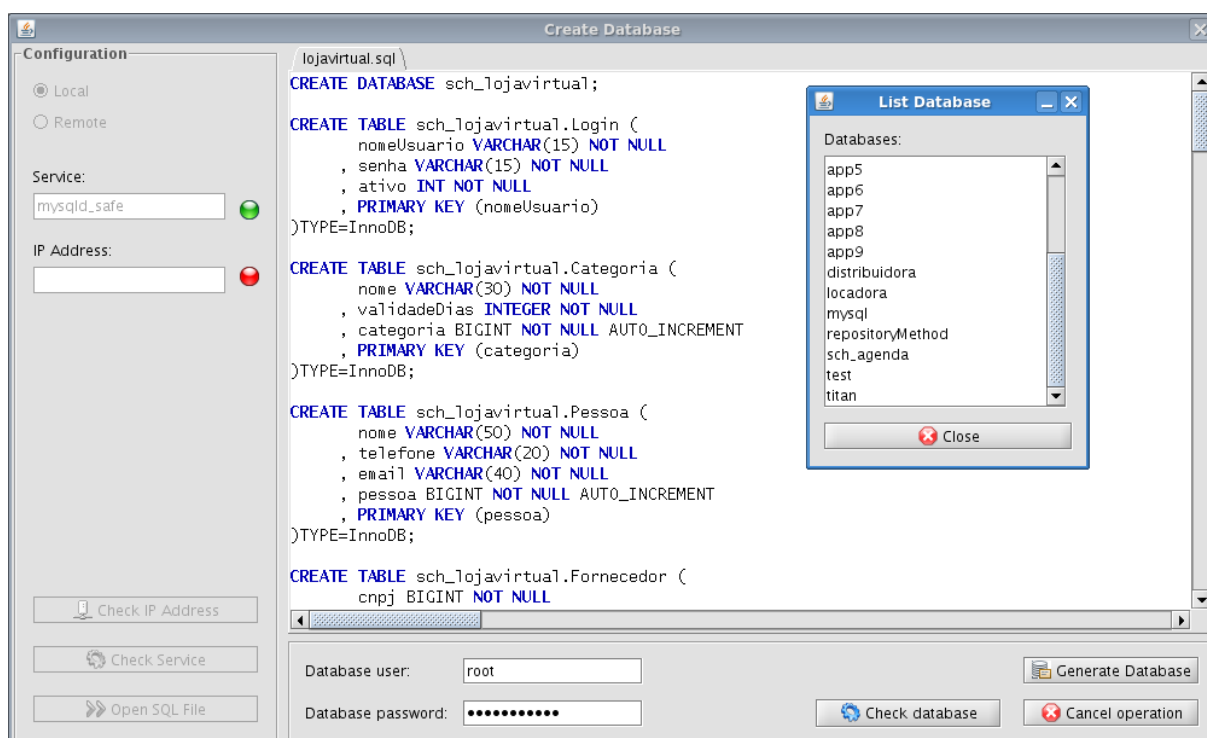 Create Database
Configuration
Local
Remote
Service:
mysqld_safe
IP Address:
Check IP Address
Check Service
Open SQL File
lojavirtual.sql
CREATE DATABASE sch_lojavirtual;
CREATE TABLE sch_lojavirtual.Login (
nomeUsuario VARCHAR(15) NOT NULL
, senha VARCHAR(15) NOT NULL
, ativo INT NOT NULL
, PRIMARY KEY (nomeUsuario)
)TYPE=InnoDB;
CREATE TABLE sch_lojavirtual.Categoria (
nome VARCHAR(30) NOT NULL
, validadeDias INTEGER NOT NULL
, categoria BIGINT NOT NULL AUTO_INCREMENT
, PRIMARY KEY (categoria)
)TYPE=InnoDB;
CREATE TABLE sch_lojavirtual.Pessoa (
nome VARCHAR(50) NOT NULL
, telefone VARCHAR(20) NOT NULL
, email VARCHAR(40) NOT NULL
, pessoa BIGINT NOT NULL AUTO_INCREMENT
, PRIMARY KEY (pessoa)
)TYPE=InnoDB;
CREATE TABLE sch_lojavirtual.Fornecedor (
cnpj BIGINT NOT NULL
List Database
Databases:
app5
app6
app7
app8
app9
distribuidora
locadora
mysql
repositoryMethod
sch_agenda
test
titan
Close
Database user:
root
Generate Database
Database password:
•••••••••••
Check database
Cancel operation